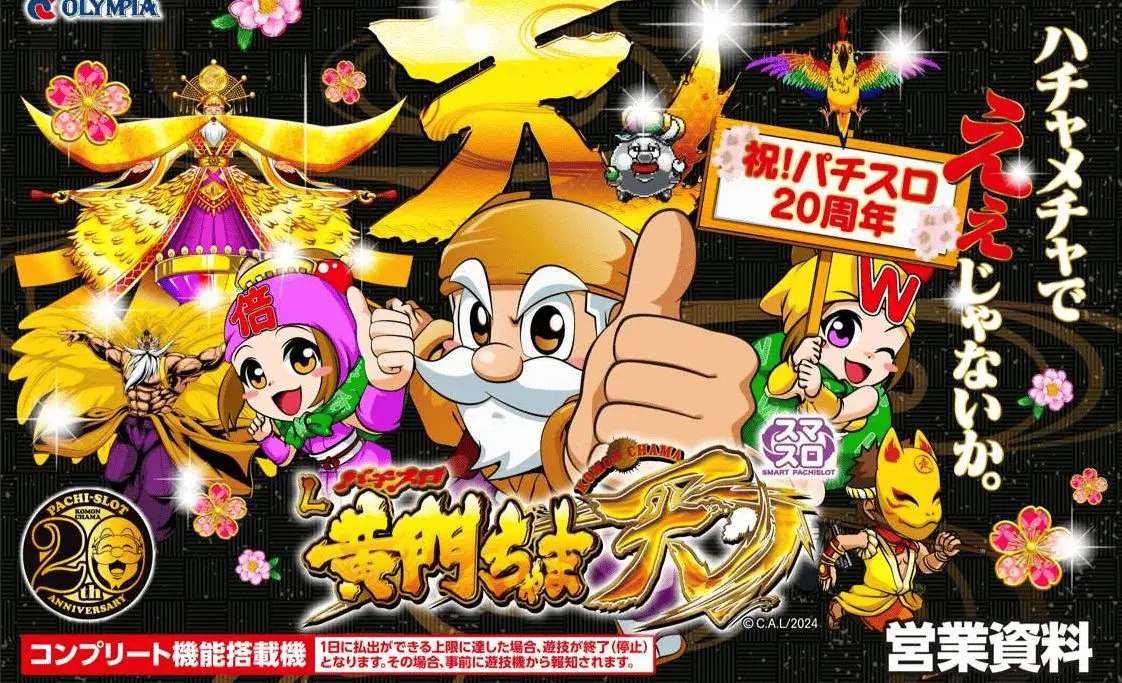 OLYMPIA
天
ハチャメチャで
ええじゃないか。
祝!パチスロ
20周年
倍
W
スマ
スロ
SMART PACHISLOT
KOMON CHAMA
L パチスロ
黄門ちゃま天
PACHI-SLOT
KOMON
CHAMA
20th
ANNIVERSARY
©C.A.L/2024
コンプリート機能搭載機
1日に払出ができる上限に達した場合、遊技が終了(停止)
となります。その場合、事前に遊技機から報知されます。
営業資料